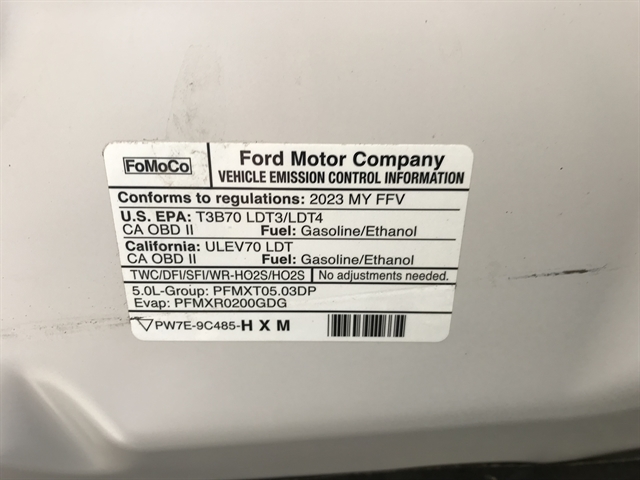 FoMoCo
Ford Motor Company
VEHICLE EMISSION CONTROL INFORMATION
Conforms to regulations: 2023 MY FFV
U.S. EPA: T3B70 LDT3/LDT4
CA OBD II Fuel: Gasoline/Ethanol
California: ULEV70 LDT
CA OBD II Fuel: Gasoline/Ethanol
TWC/DFI/SFI/WR-HO2S/HO2S No adjustments needed.
5.0L-Group: PFMXT05.03DP
Evap: PFMXR0200GDG
PW7E-9C485-H X M